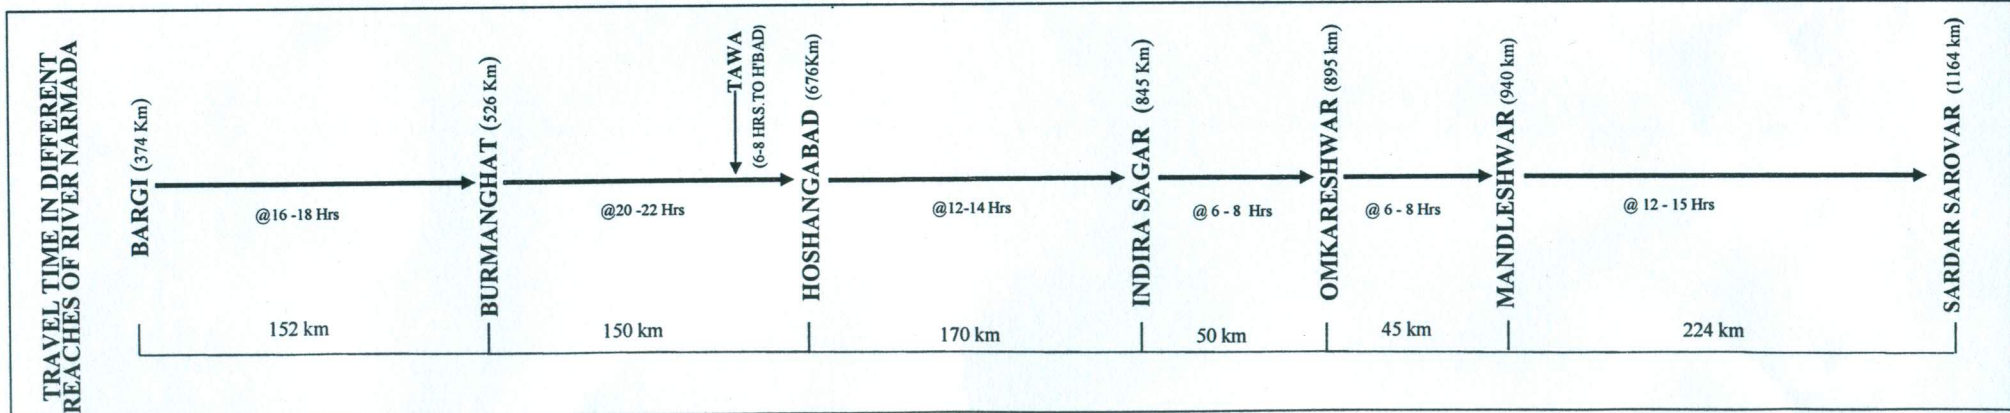 TRAVEL TIME IN DIFFERENT
REACHES OF RIVER NARMADA
BARGI (374 Km)
@16 -18 Hrs
152 km
BURMANGHAT (526 Km)
@20 -22 Hrs
150 km
TAWA
(6-8 HRS.TO H'BAD)
HOSHANGABAD (676Km)
@12-14 Hrs
170 km
INDIRA SAGAR (845 Km)
@ 6 - 8 Hrs
50 km
OMKARESHWAR (895 km)
@ 6 - 8 Hrs
45 km
MANDLESHWAR (940 km)
@ 12 - 15 Hrs
224 km
SARDAR SAROVAR (1164 km)